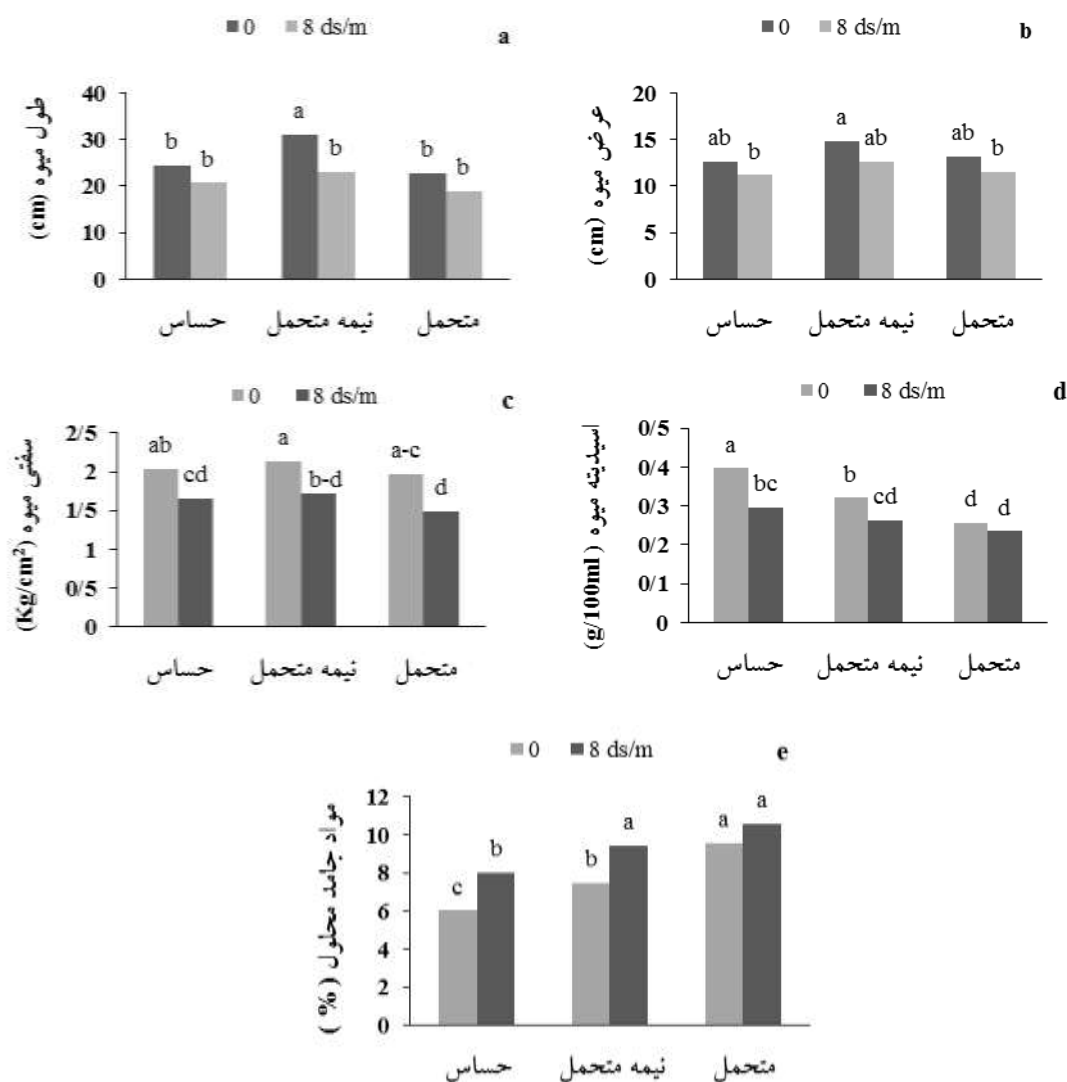 0 8 ds/m
a
طول میوه (cm)
40
30
20
10
0
b b a b b b
حساس نیمه متحمل متحمل
0 8 ds/m
b
عرض میوه (cm)
20
15
10
5
0
ab b a ab ab b
حساس نیمه متحمل متحمل
0 8 ds/m
c
سفتی میوه (Kg/cm²)
2/5
2
1/5
1
0/5
0
ab cd a b-d a-c d
حساس نیمه متحمل متحمل
0 8 ds/m
d
اسیدیته میوه (g/100ml)
0/5
0/4
0/3
0/2
0/1
0
a bc b cd d d
حساس نیمه متحمل متحمل
0 8 ds/m
e
مواد جامد محلول (%)
12
10
8
6
4
2
0
c b b a a a
حساس نیمه متحمل متحمل